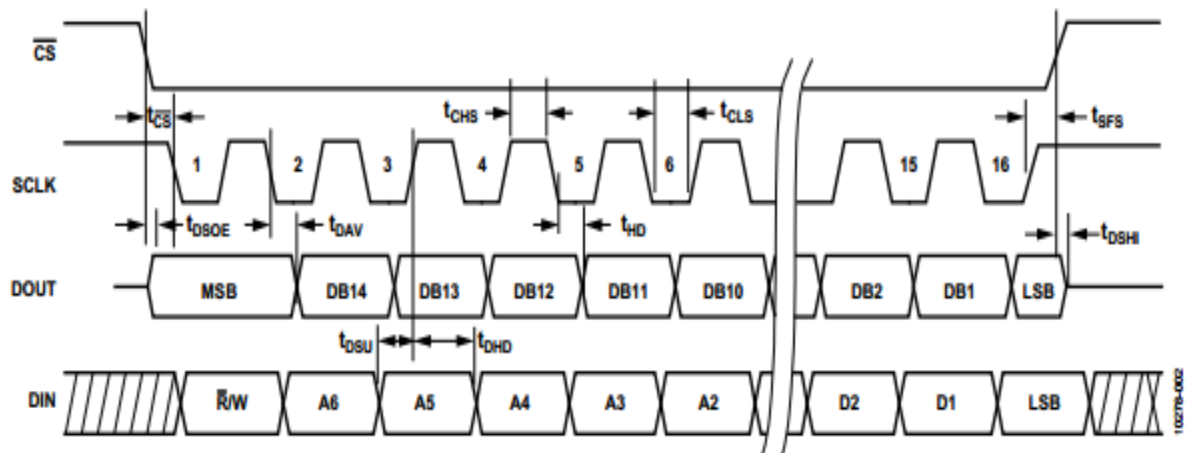 CS
tCS
tCHS
tCLS
tSFS
SCLK
1 2 3 4 5 6 15 16
tDSOE
tDAV
tHD
tDSHI
DOUT
MSB DB14 DB13 DB12 DB11 DB10 DB2 DB1 LSB
tDSU
tDHD
DIN
R/W A6 A5 A4 A3 A2 D2 D1 LSB